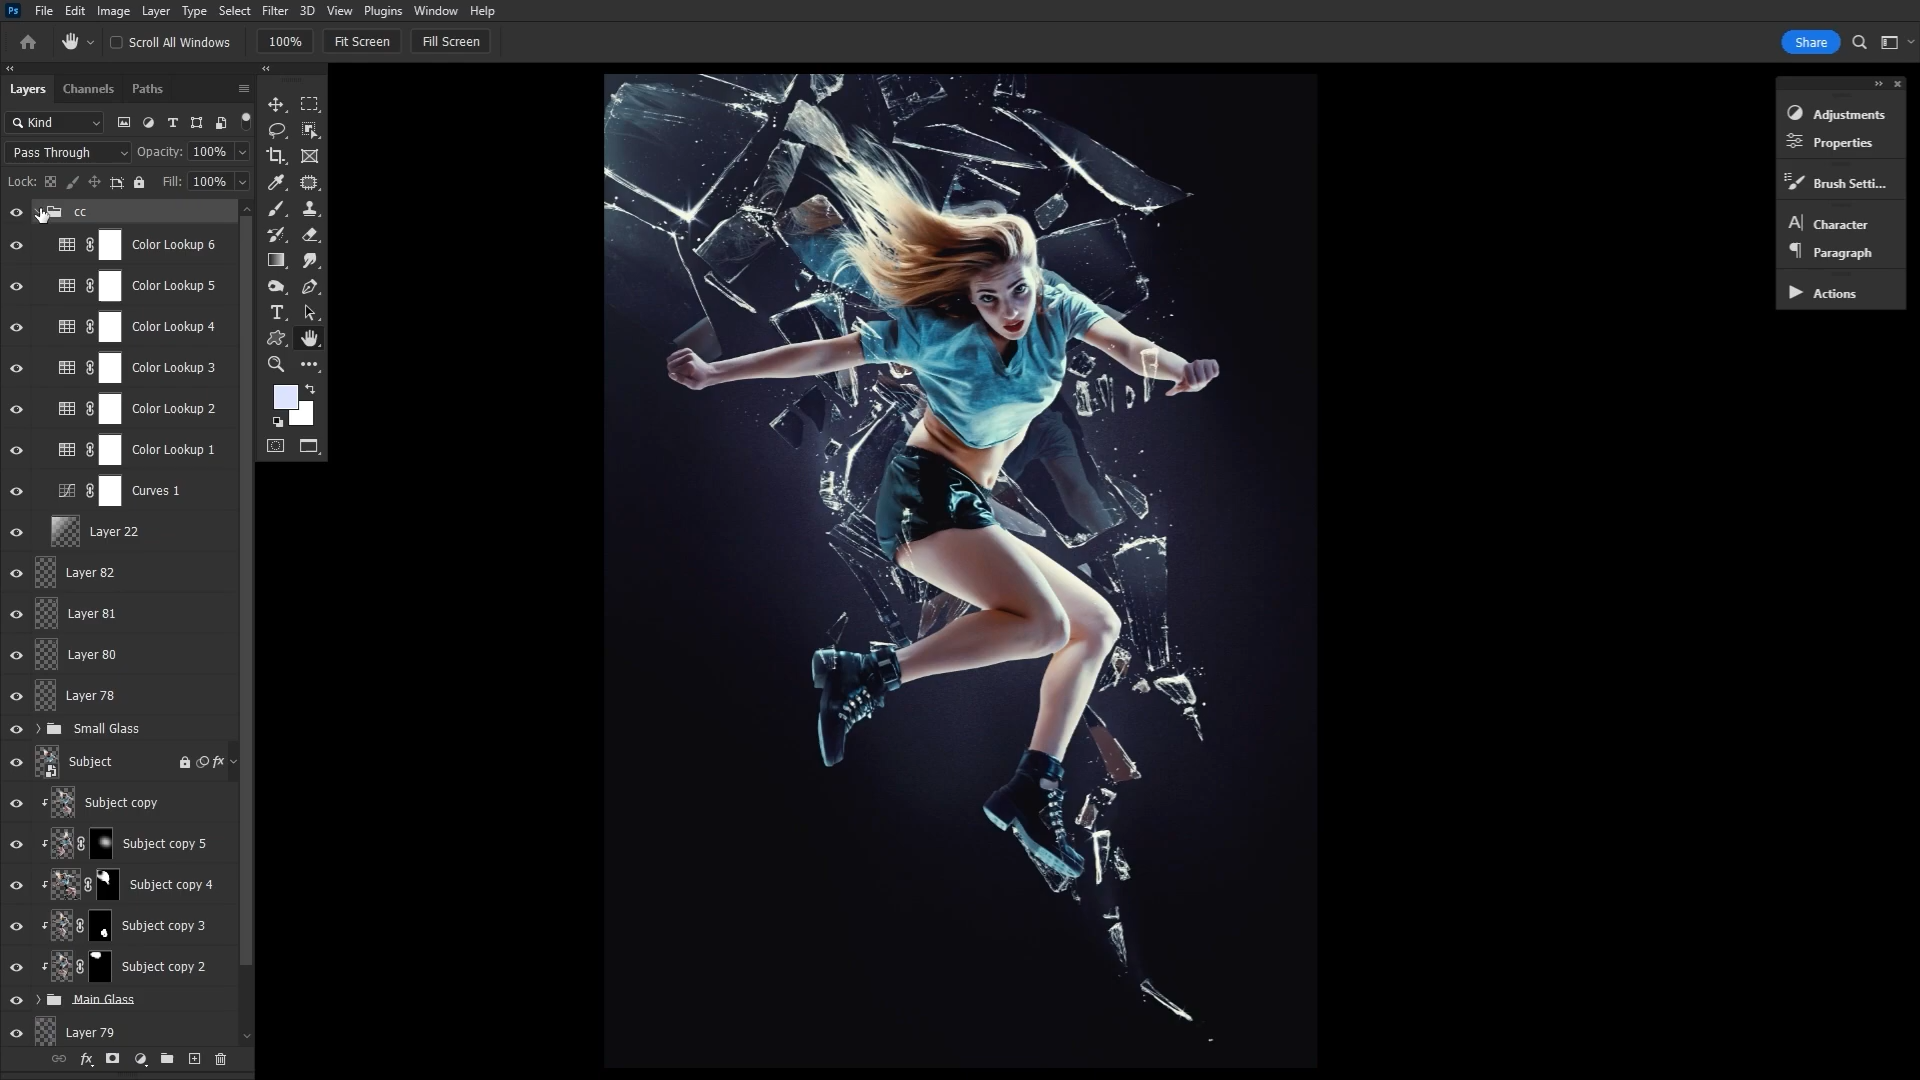 Ps File Edit Image Layer Type Select Filter 3D View Plugins Window Help
Scroll All Windows 100% Fit Screen Fill Screen Share
Layers Channels Paths
Kind
Pass Through Opacity: 100%
Lock: Fill: 100%
cc
Color Lookup 6
Color Lookup 5
Color Lookup 4
Color Lookup 3
Color Lookup 2
Color Lookup 1
Curves 1
Layer 22
Layer 82
Layer 81
Layer 80
Layer 78
Small Glass
Subject fx
Subject copy
Subject copy 5
Subject copy 4
Subject copy 3
Subject copy 2
Main Glass
Layer 79
fx
Adjustments
Properties
Brush Setti...
Character
Paragraph
Actions